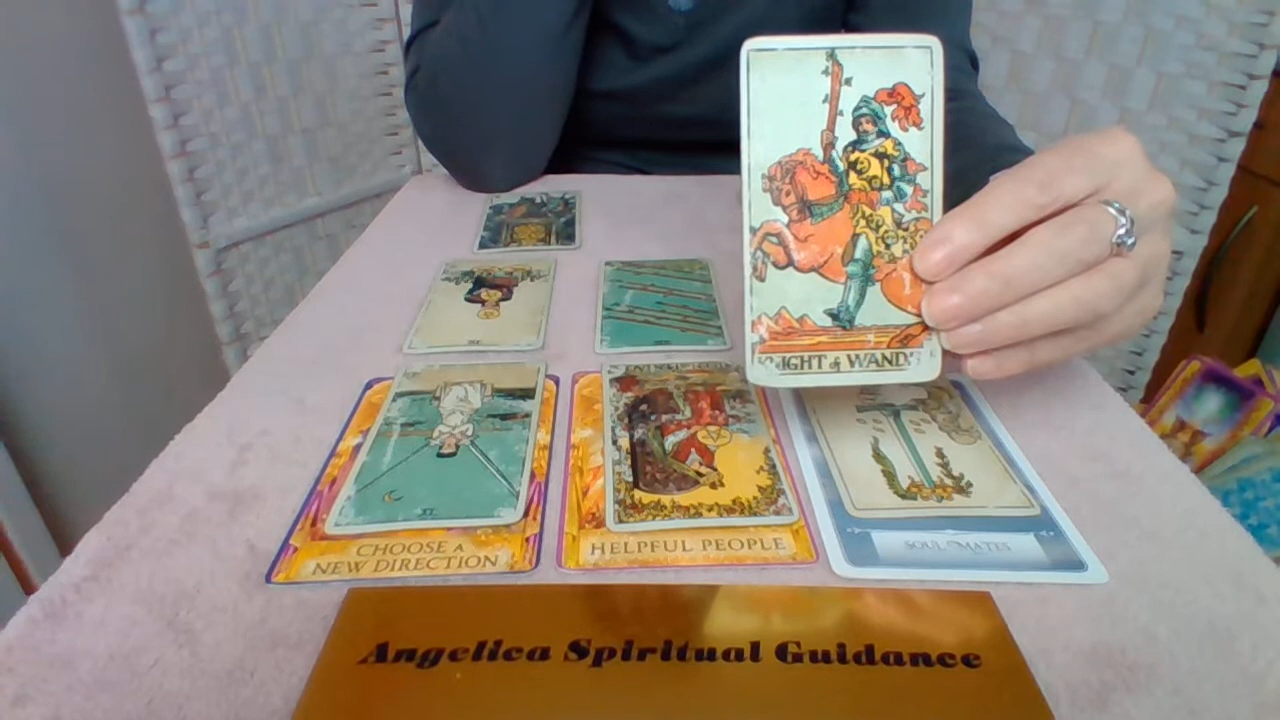 KNIGHT of WANDS
CHOOSE A
NEW DIRECTION
HELPFUL PEOPLE
SOUL MATES
Angelica Spiritual Guidance